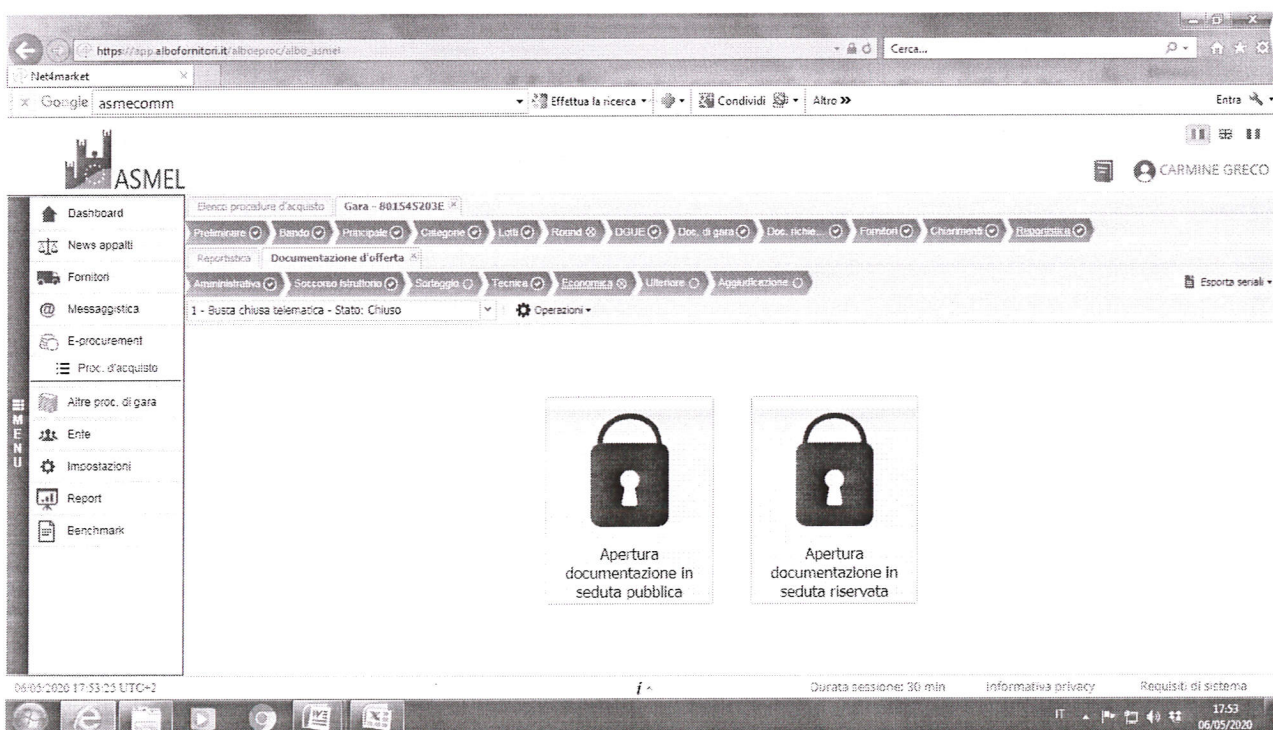 https://app.albofornitori.it/alboeproc/albo_asmel
Cerca...
Net4market
Google asmecomm
Effettua la ricerca
Condividi
Altro »
Entra
ASMEL
CARMINE GRECO
MENU
Dashboard
News appalti
Fornitori
Messaggistica
E-procurement
Proc. d'acquisto
Altre proc. di gara
Ente
Impostazioni
Report
Benchmark
Elenco procedure d'acquisto
Gara - 801545203E
Preliminare
Bando
Principale
Categorie
Lotti
Round
DGUE
Doc. di gara
Doc. richie...
Fornitori
Chiarimenti
Reportistica
Reportistica
Documentazione d'offerta
Amministrativa
Soccorso istruttorio
Sorteggio
Tecnica
Economica
Ulteriore
Aggiudicazione
Esporta seriali
1 - Busta chiusa telematica - Stato: Chiuso
Operazioni
Apertura
documentazione in
seduta pubblica
Apertura
documentazione in
seduta riservata
06/05/2020 17:53:25 UTC+2
i
Durata sessione: 30 min
Informativa privacy
Requisiti di sistema
IT
17:53
06/05/2020